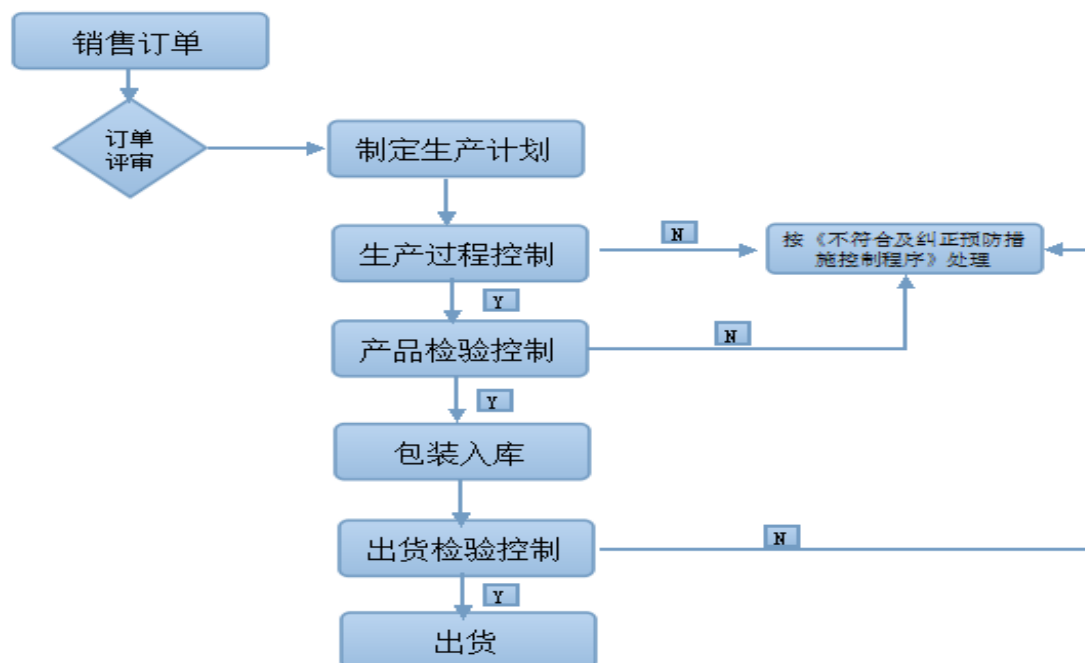 销售订单
订单
评审
制定生产计划
生产过程控制
N
按《不符合及纠正预防措
施控制程序》处理
Y
产品检验控制
N
Y
包装入库
出货检验控制
N
Y
出货